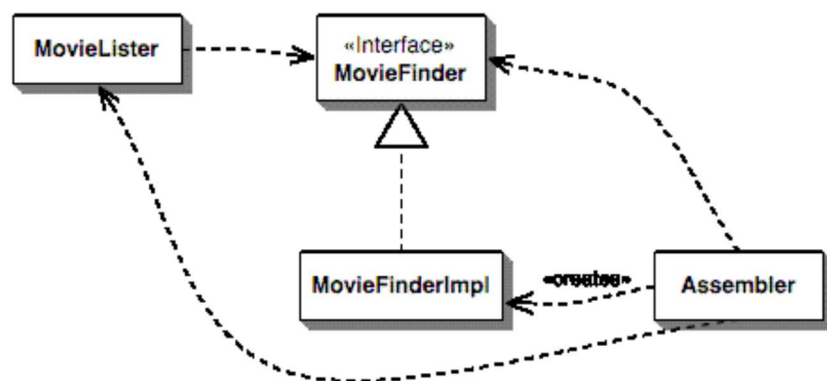 MovieLister
«Interface»
MovieFinder
MovieFinderImpl
«creates»
Assembler